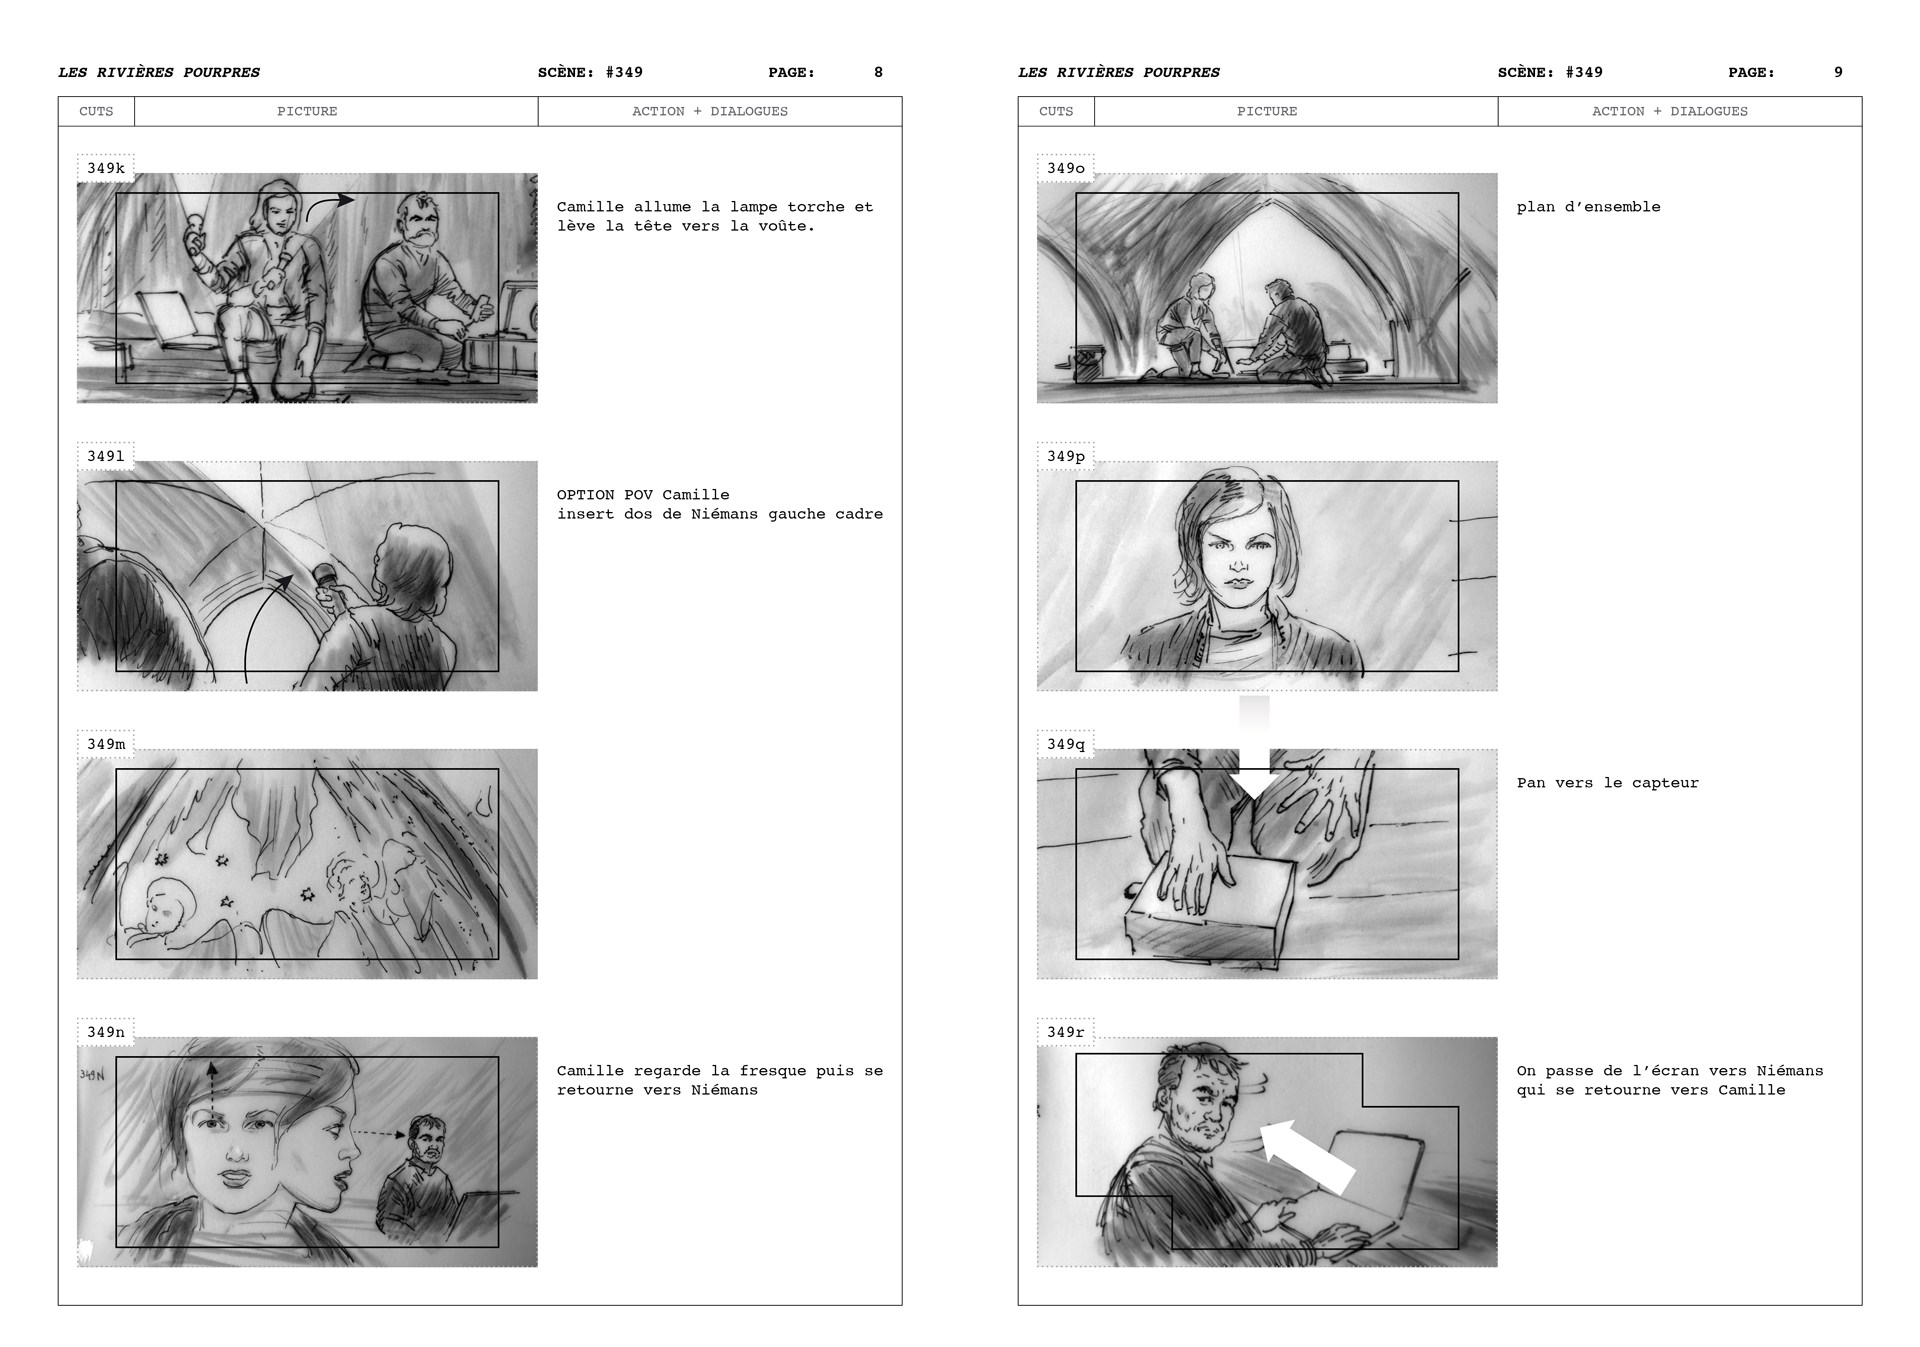 LES RIVIÈRES POURPRES SCÈNE: #349 PAGE: 8
CUTS PICTURE ACTION + DIALOGUES
349k
Camille allume la lampe torche et
lève la tête vers la voûte.
349l
OPTION POV Camille
insert dos de Niémans gauche cadre
349m
349n
349N
Camille regarde la fresque puis se
retourne vers Niémans
LES RIVIÈRES POURPRES SCÈNE: #349 PAGE: 9
CUTS PICTURE ACTION + DIALOGUES
349o
plan d’ensemble
349p
349q
Pan vers le capteur
349r
On passe de l’écran vers Niémans
qui se retourne vers Camille